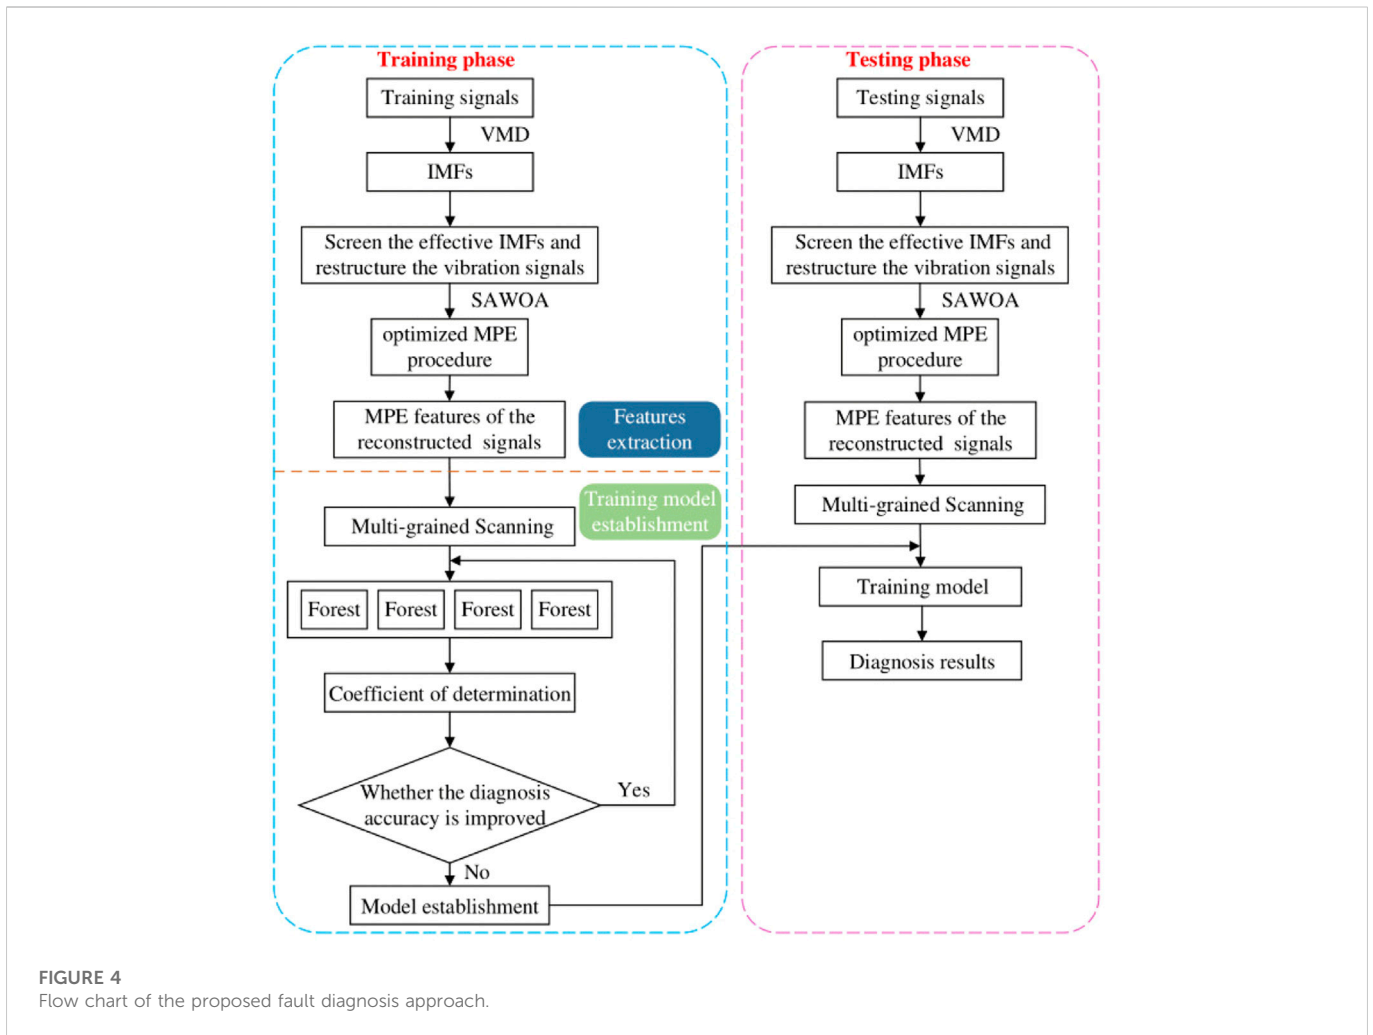 Training phase
Training signals
VMD
IMFs
Screen the effective IMFs and
restructure the vibration signals
SAWOA
optimized MPE
procedure
MPE features of the
reconstructed signals
Features
extraction
Training model
establishment
Multi-grained Scanning
Forest Forest Forest Forest
Coefficient of determination
Whether the diagnosis
accuracy is improved
Yes
No
Model establishment
Testing phase
Testing signals
VMD
IMFs
Screen the effective IMFs and
restructure the vibration signals
SAWOA
optimized MPE
procedure
MPE features of the
reconstructed signals
Multi-grained Scanning
Training model
Diagnosis results
FIGURE 4
Flow chart of the proposed fault diagnosis approach.